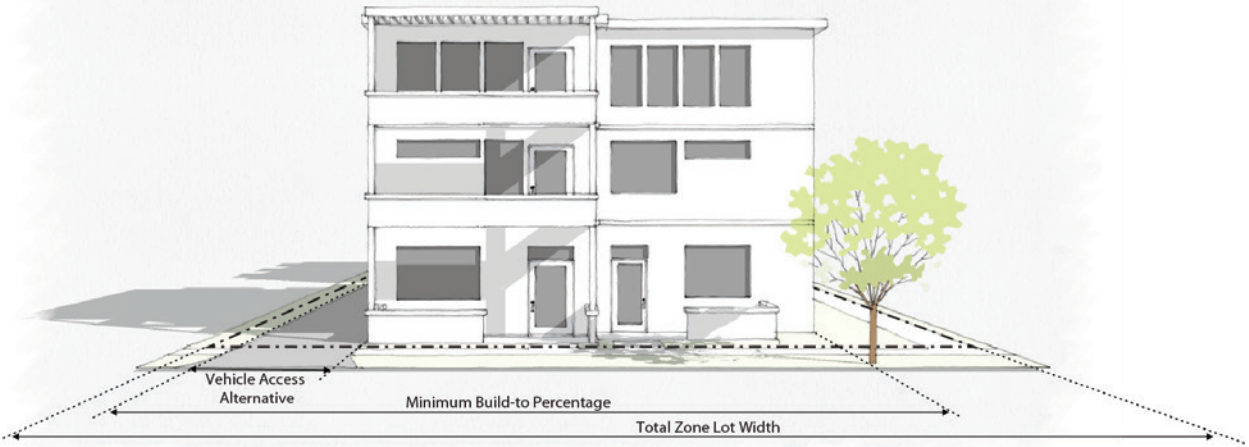 Vehicle Access
Alternative
Minimum Build-to Percentage
Total Zone Lot Width